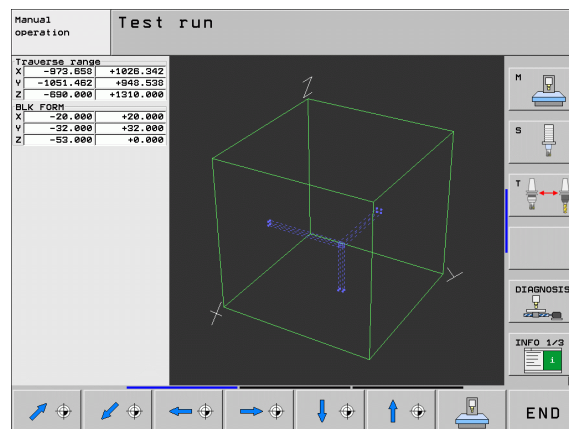 Manual operation
Test run
Traverse range
X -973.658 +1026.342
Y -1051.462 +948.538
Z -690.000 +1310.000
BLK FORM
X -20.000 +20.000
Y -32.000 +32.000
Z -53.000 +0.000
Z
X
Y
M
S
T
DIAGNOSIS
INFO 1/3
i
END